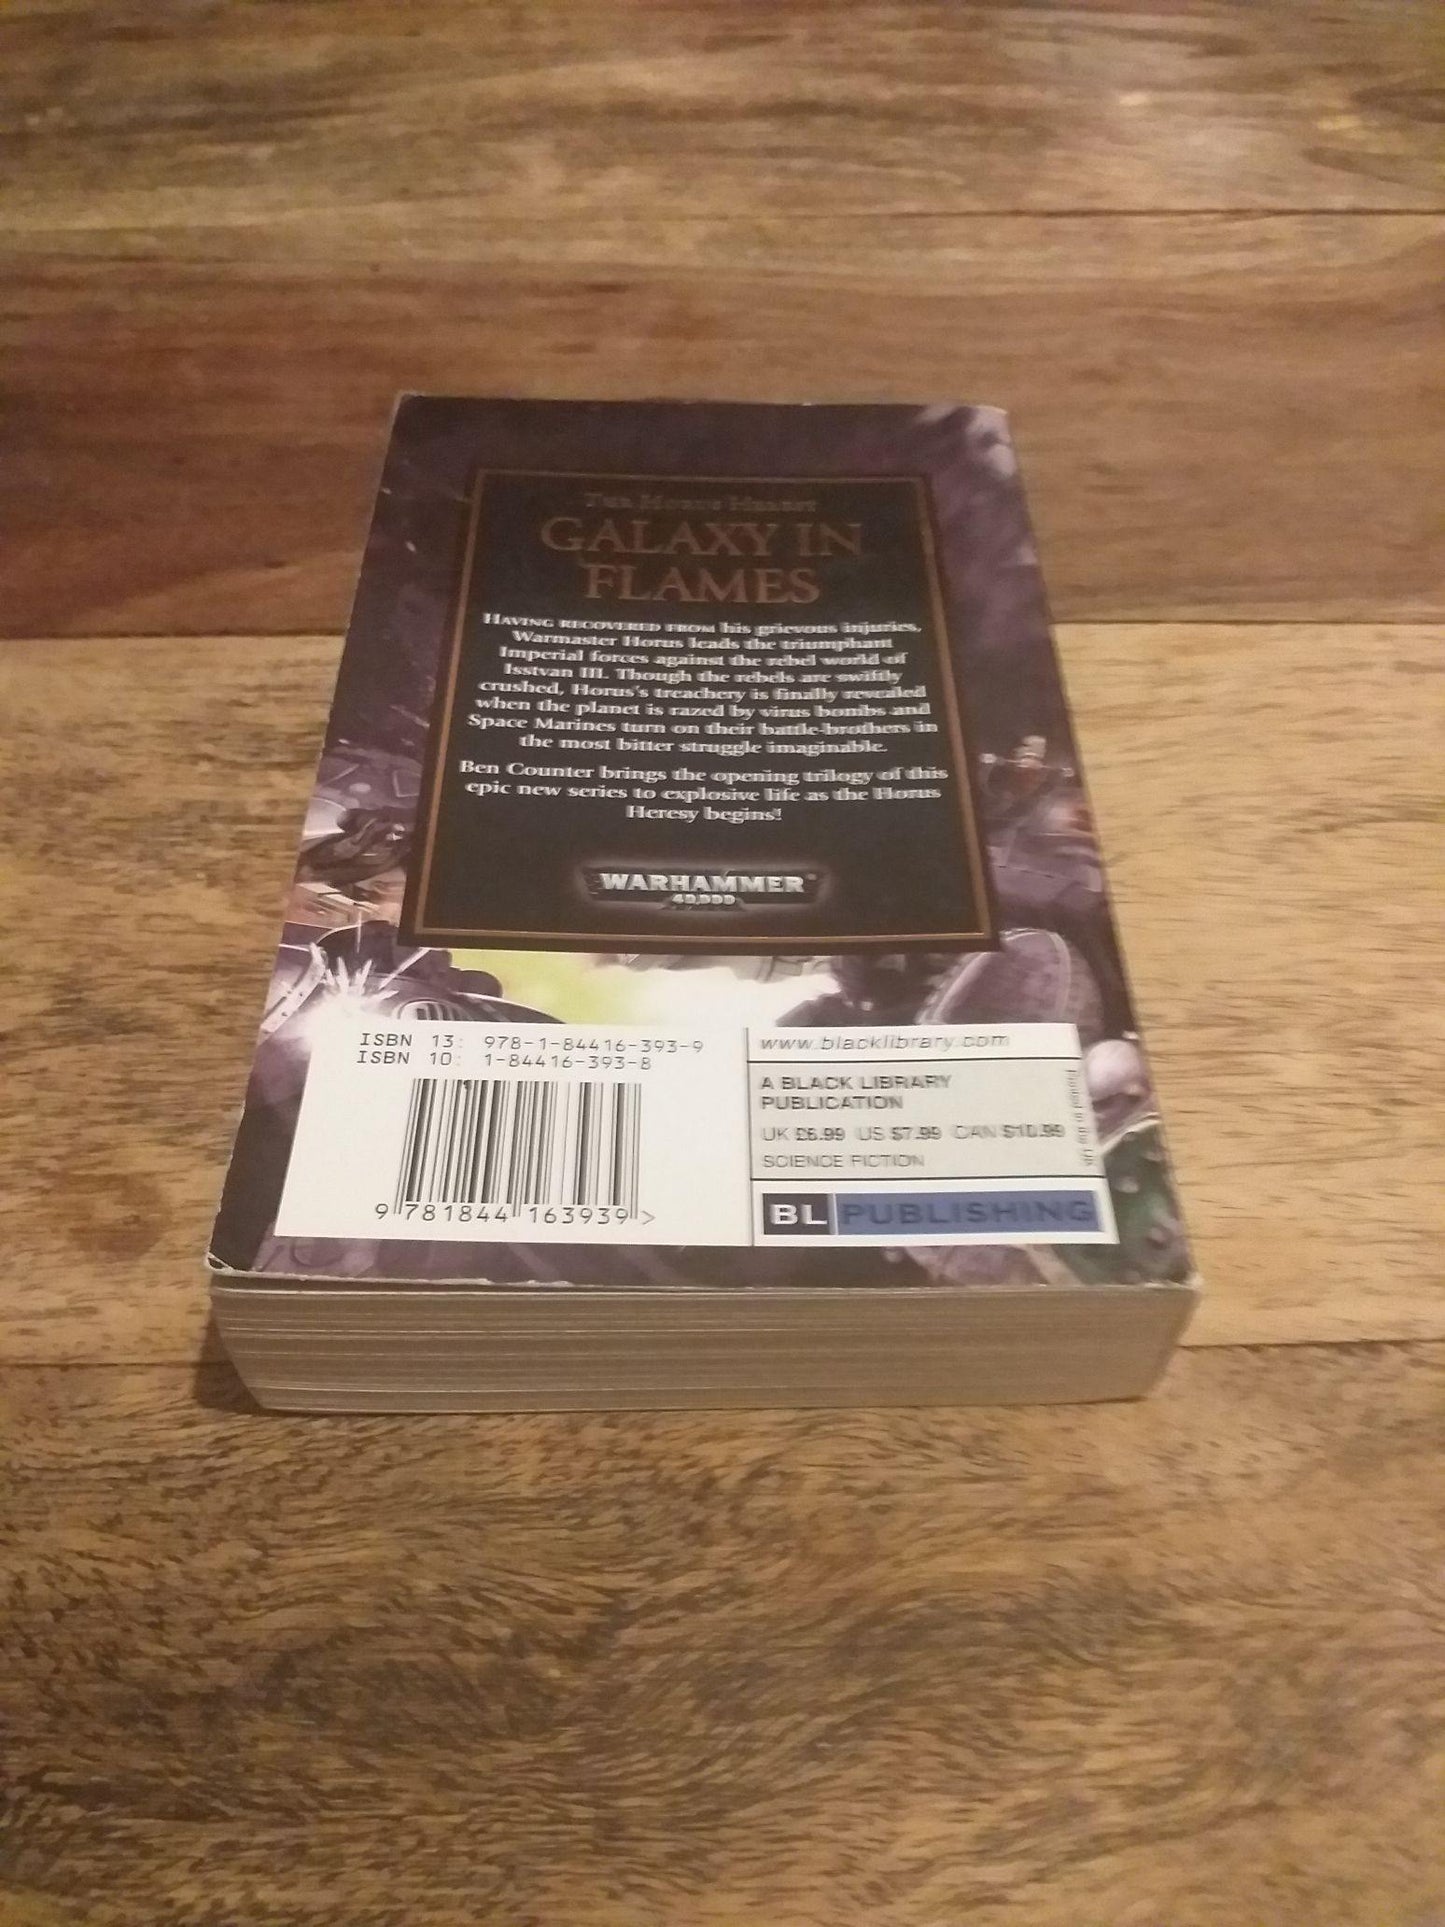 The Horus Heresy
GALAXY IN
FLAMES
HAVING RECOVERED FROM his grievous injuries,
Warmaster Horus leads the triumphant
Imperial forces against the rebel world of
Isstvan III. Though the rebels are swiftly
crushed, Horus's treachery is finally revealed
when the planet is razed by virus bombs and
Space Marines turn on their battle-brothers in
the most bitter struggle imaginable.
Ben Counter brings the opening trilogy of this
epic new series to explosive life as the Horus
Heresy begins!
WARHAMMER
40,000
ISBN 13: 978-1-84416-393-9
ISBN 10: 1-84416-393-8
9 781844 163939 >
www.blacklibrary.com
A BLACK LIBRARY
PUBLICATION
UK £6.99 US $7.99 CAN $10.99
SCIENCE FICTION
Printed in the UK
BL PUBLISHING